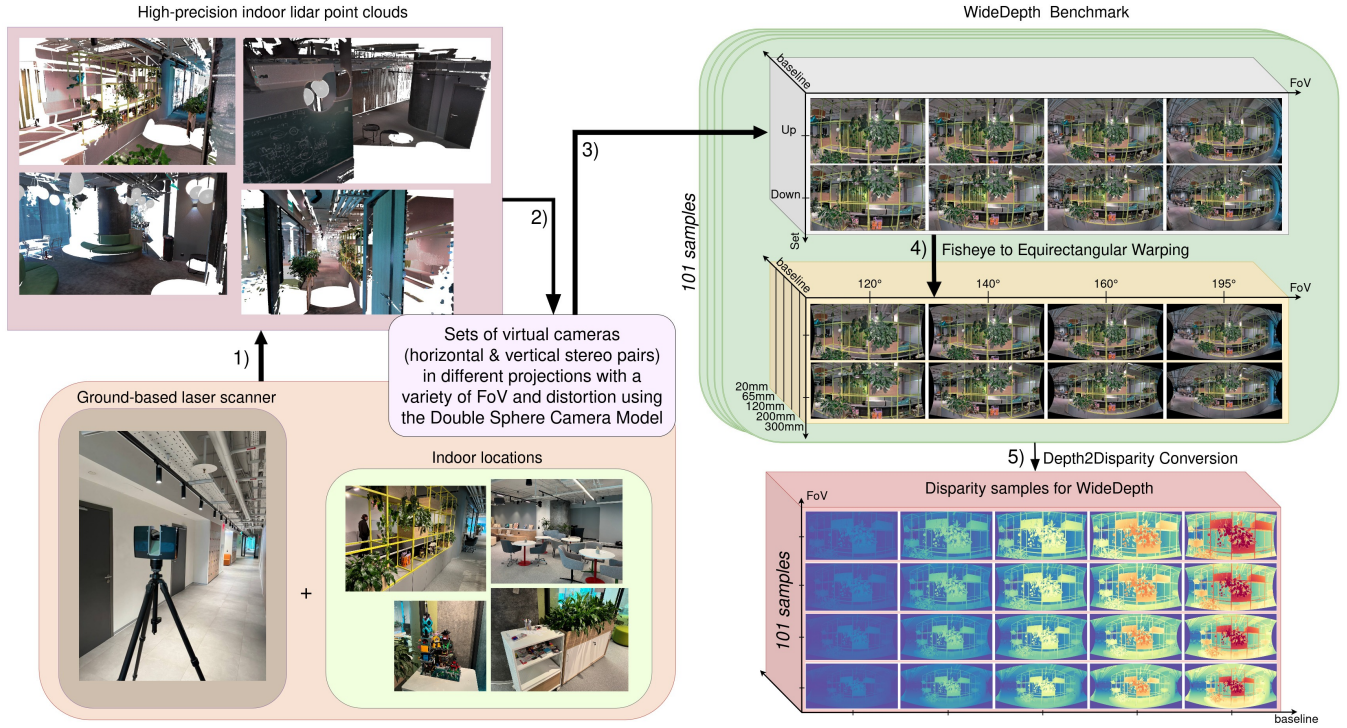 High-precision indoor lidar point clouds
1)
Ground-based laser scanner
+
Indoor locations
2)
Sets of virtual cameras
(horizontal & vertical stereo pairs)
in different projections with a
variety of FoV and distortion using
the Double Sphere Camera Model
3)
WideDepth Benchmark
101 samples
baseline
FoV
Up
Down
Set
4)
Fisheye to Equirectangular Warping
baseline
120°
140°
160°
195°
FoV
20mm
65mm
120mm
200mm
300mm
5)
Depth2Disparity Conversion
Disparity samples for WideDepth
FoV
101 samples
baseline